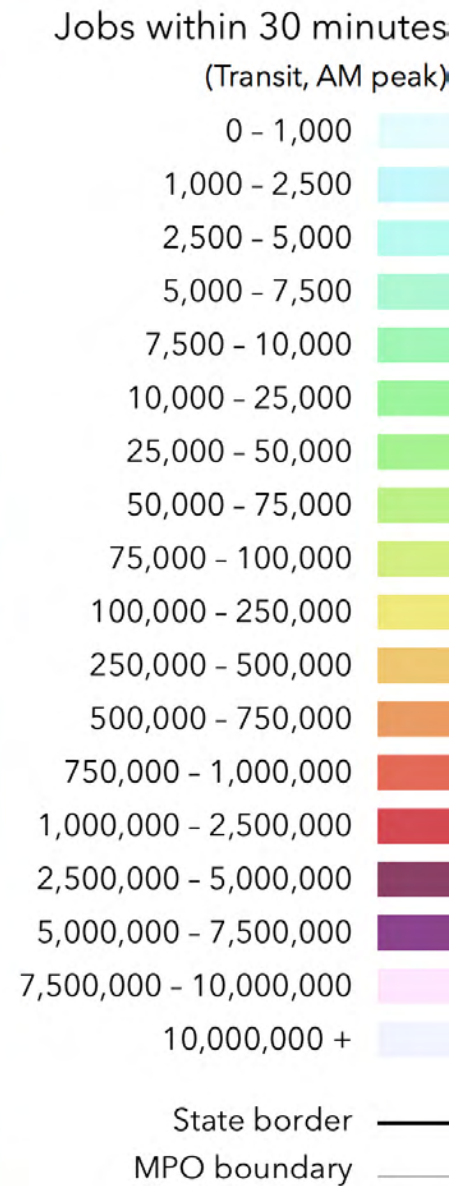 Jobs within 30 minutes
(Transit, AM peak)
0 – 1,000
1,000 – 2,500
2,500 – 5,000
5,000 – 7,500
7,500 – 10,000
10,000 – 25,000
25,000 – 50,000
50,000 – 75,000
75,000 – 100,000
100,000 – 250,000
250,000 – 500,000
500,000 – 750,000
750,000 – 1,000,000
1,000,000 – 2,500,000
2,500,000 – 5,000,000
5,000,000 – 7,500,000
7,500,000 – 10,000,000
10,000,000 +
State border
MPO boundary